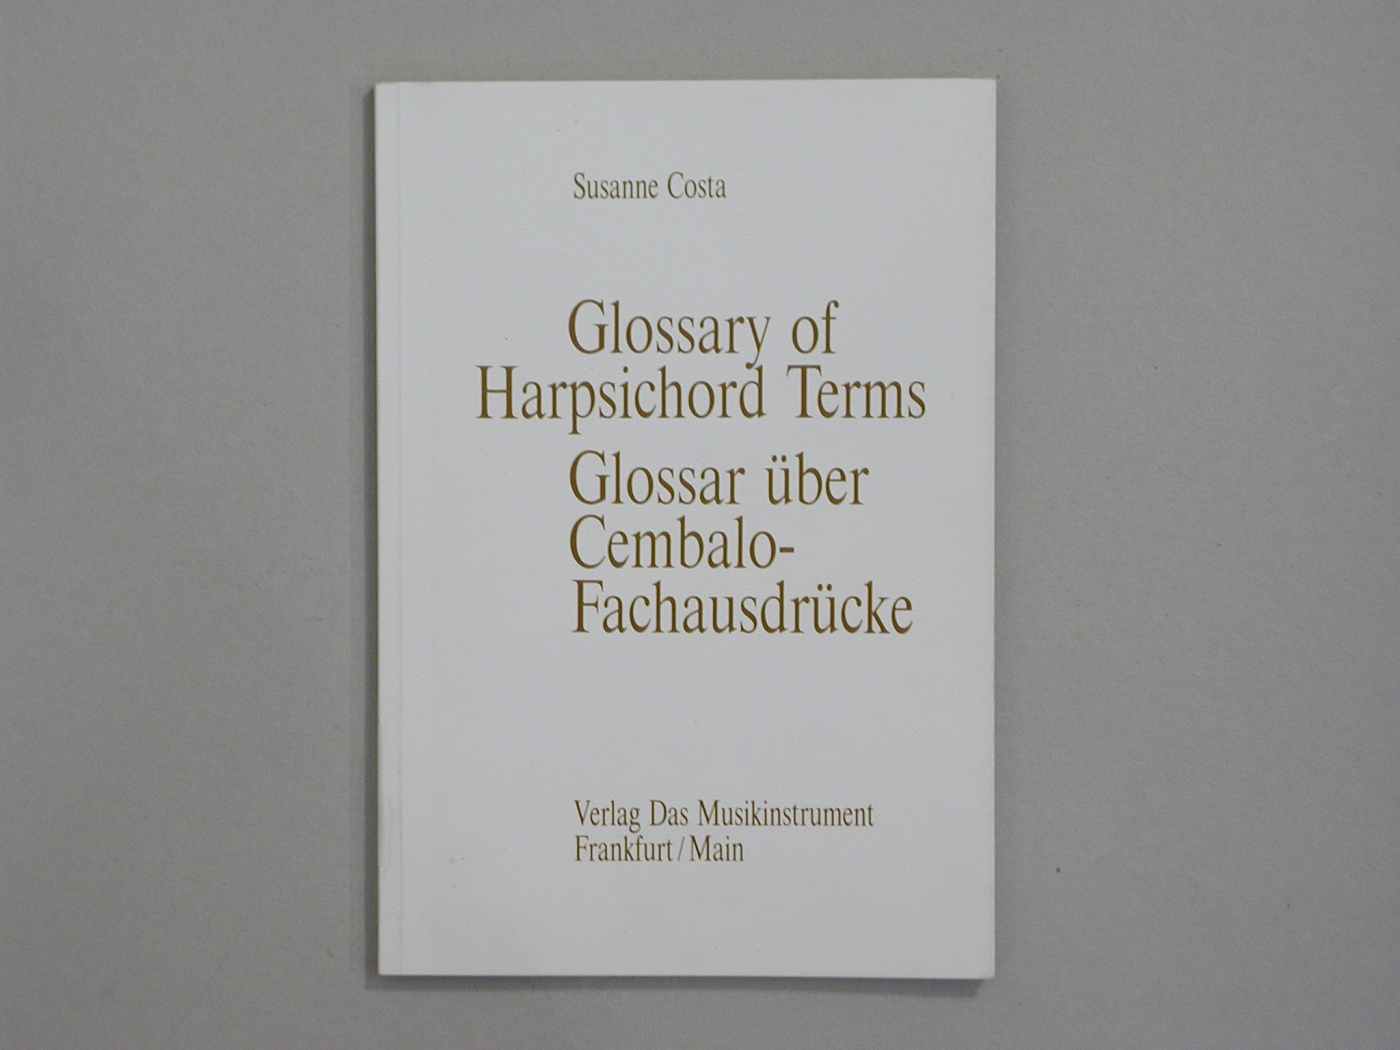 Susanne Costa
Glossary of
Harpsichord Terms
Glossar über
Cembalo-
Fachausdrücke
Verlag Das Musikinstrument
Frankfurt/Main